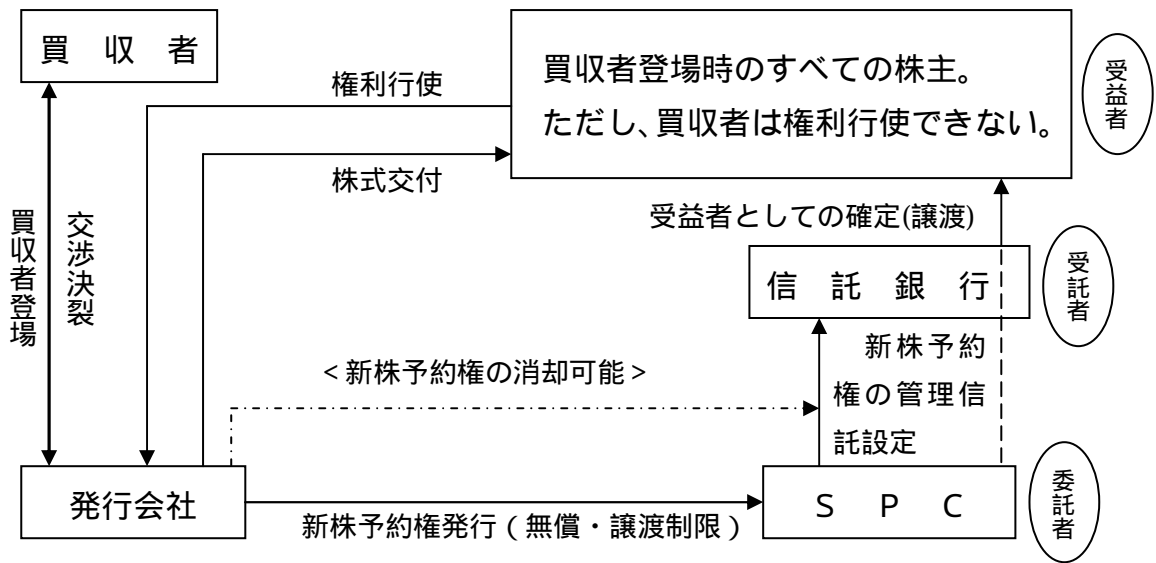 買収者
買収者登場時のすべての株主。
ただし、買収者は権利行使できない。
受益者
権利行使
株式交付
買収者登場
交渉決裂
受益者としての確定(譲渡)
信託銀行
受託者
新株予約
権の管理信
託設定
<新株予約権の消却可能>
発行会社
新株予約権発行(無償・譲渡制限)
SPC
委託者